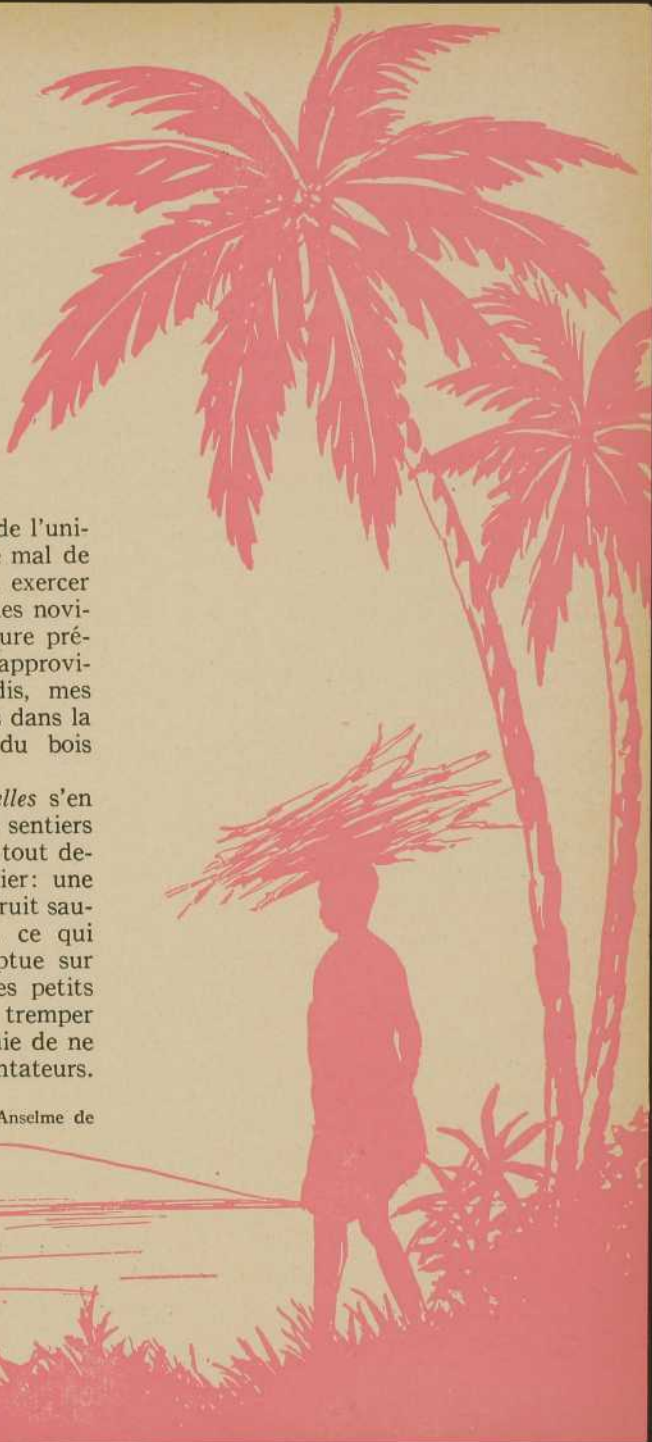 de l'uni-
mal de
exercer
es novi-
ure pré-
approvi-
dis, mes
dans la
du bois
elles s'en
sentiers
tout de-
ier: une
ruit sau-
ce qui
ptue sur
es petits
tremper
ie de ne
ntateurs.
Anselme de